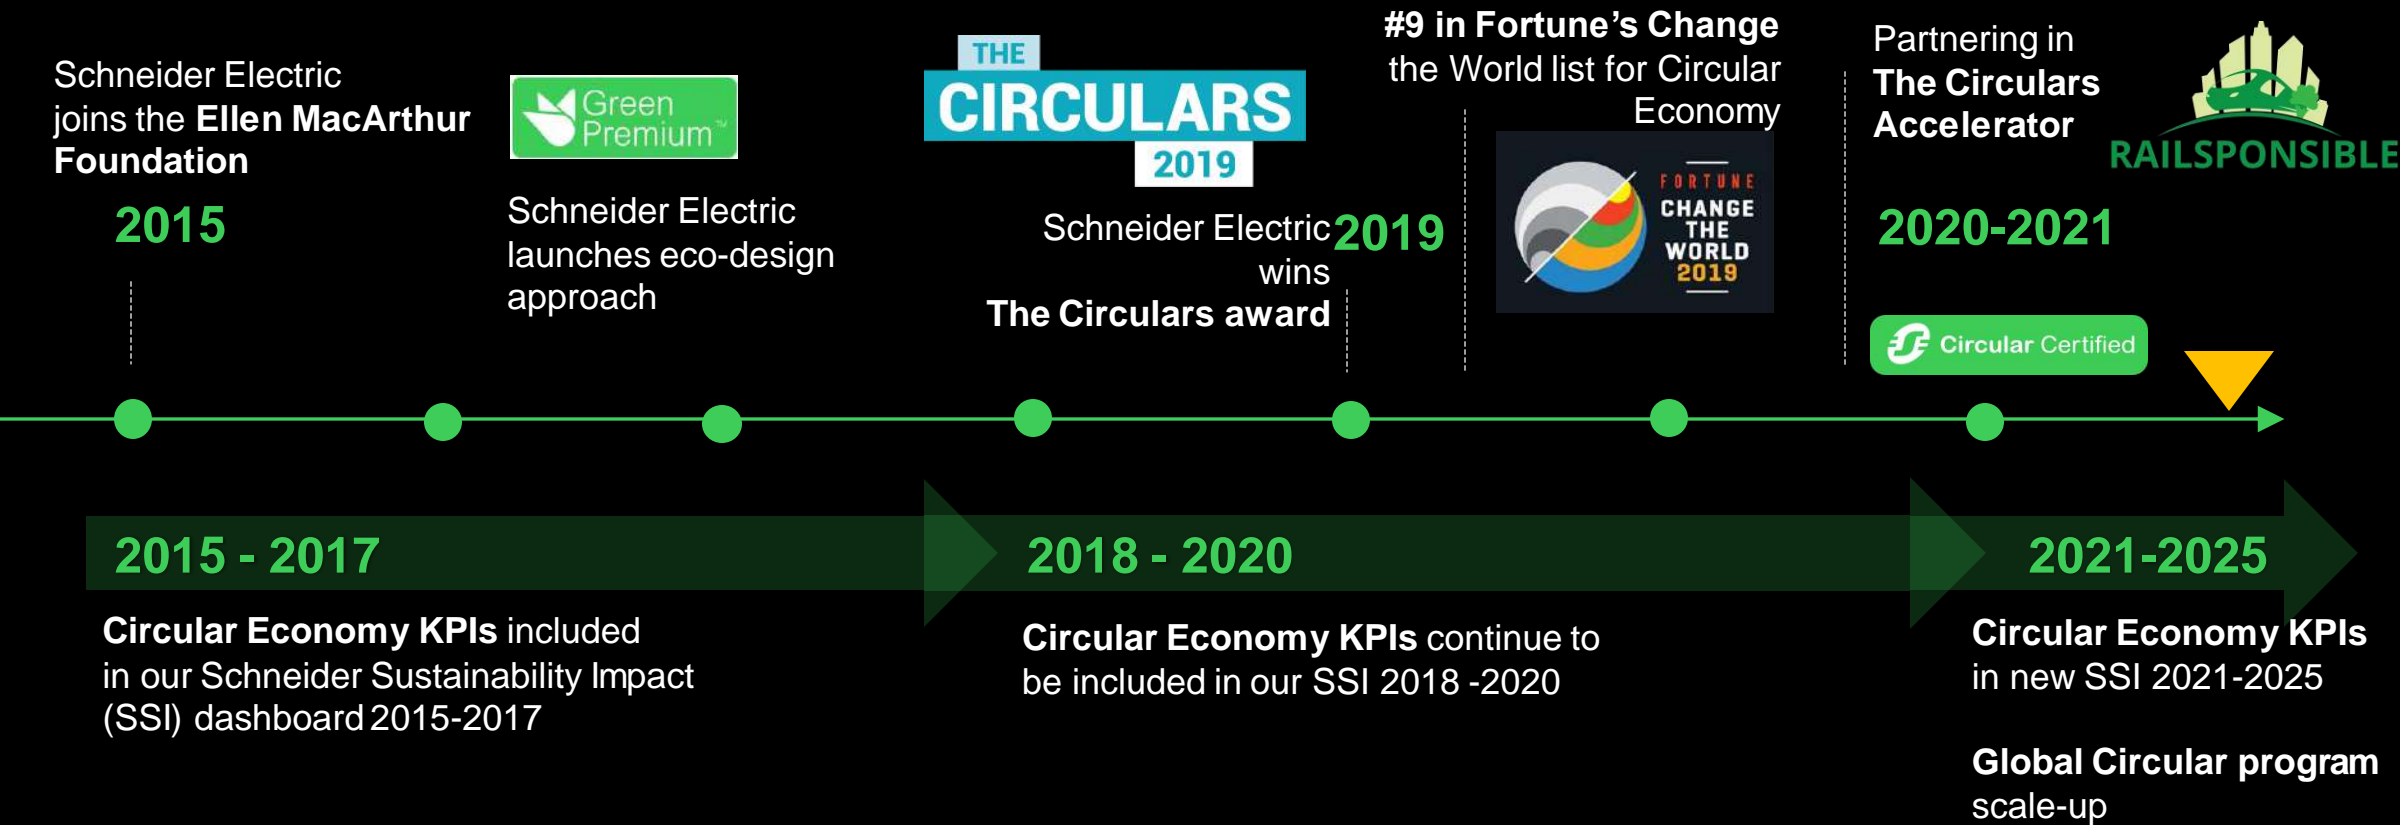 Schneider Electric
joins the Ellen MacArthur
Foundation
2015
Green
Premium™
Schneider Electric
launches eco-design
approach
THE
CIRCULARS
2019
Schneider Electric
wins
The Circulars award
2019
#9 in Fortune’s Change
the World list for Circular
Economy
FORTUNE
CHANGE
THE
WORLD
2019
Partnering in
The Circulars
Accelerator
RAILSPONSIBLE
2020-2021
Circular Certified
2015 - 2017
Circular Economy KPIs included
in our Schneider Sustainability Impact
(SSI) dashboard 2015-2017
2018 - 2020
Circular Economy KPIs continue to
be included in our SSI 2018 -2020
2021-2025
Circular Economy KPIs
in new SSI 2021-2025
Global Circular program
scale-up